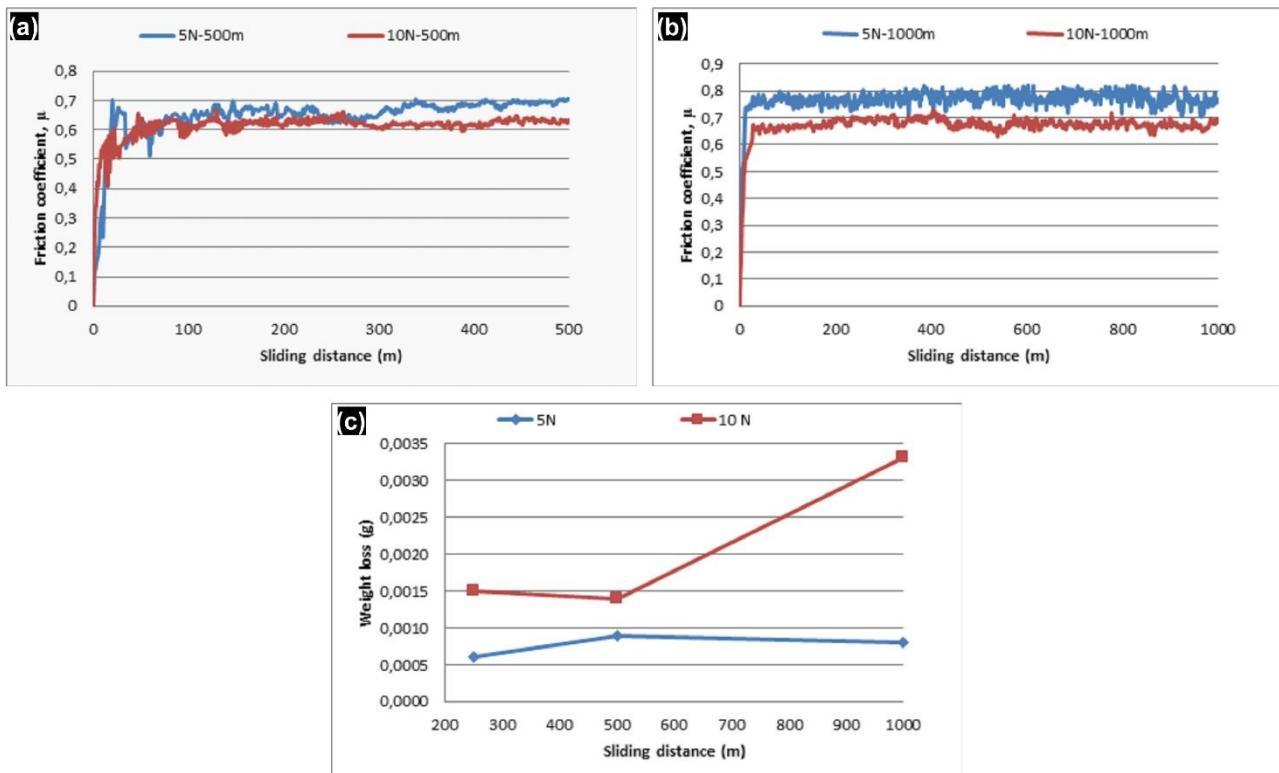 (a)
5N-500m 10N-500m
0,8
0,7
0,6
0,5
0,4
0,3
0,2
0,1
0
Friction coefficient, μ
0 100 200 300 400 500
Sliding distance (m)
(b)
5N-1000m 10N-1000m
0,9
0,8
0,7
0,6
0,5
0,4
0,3
0,2
0,1
0
Friction coefficient, μ
0 200 400 600 800 1000
Sliding distance (m)
(c)
5N 10 N
0,0035
0,0030
0,0025
0,0020
0,0015
0,0010
0,0005
0,0000
Weight loss (g)
200 300 400 500 600 700 800 900 1000
Sliding distance (m)